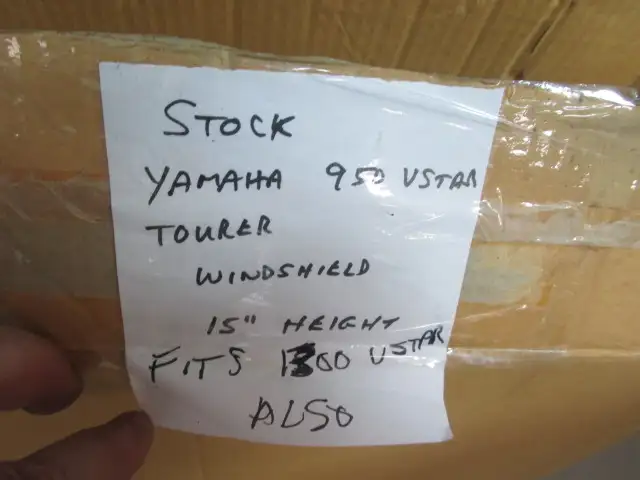 STOCK
YAMAHA 950 VSTAR
TOURER
WINDSHIELD
15" HEIGHT
FITS 1300 VSTAR
ALSO